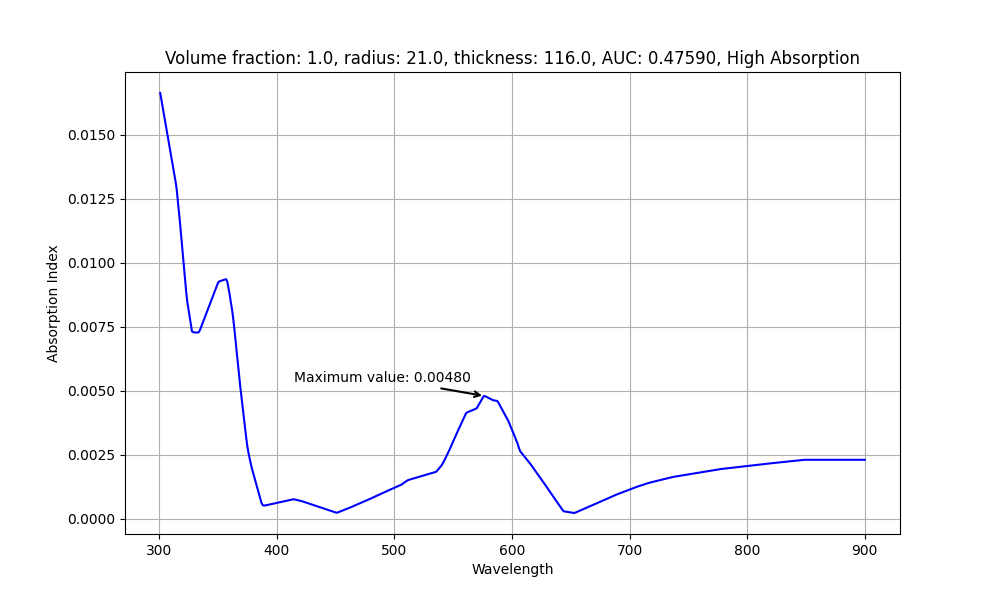 Volume fraction: 1.0, radius: 21.0, thickness: 116.0, AUC: 0.47590, High Absorption
0.0150
0.0125
0.0100
0.0075
0.0050
0.0025
0.0000
Absorption Index
Maximum value: 0.00480
300 400 500 600 700 800 900
Wavelength